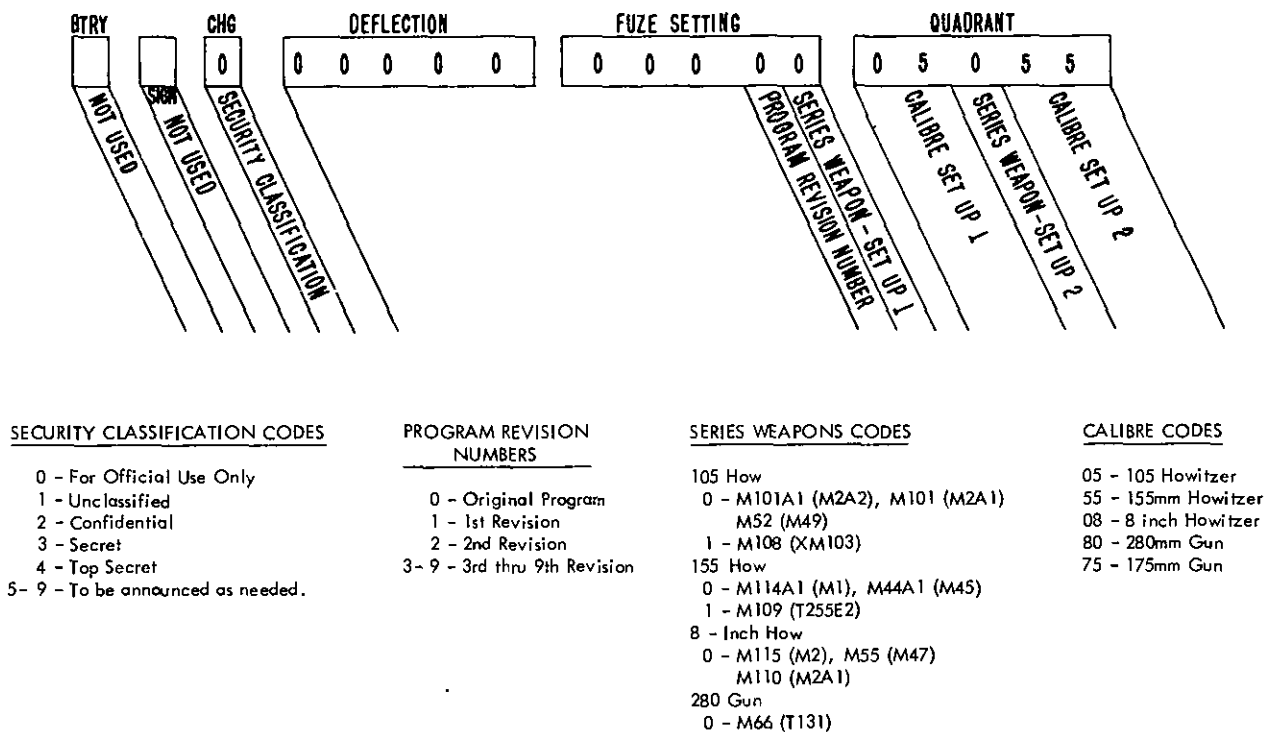 BTRY CHG DEFLECTION FUZE SETTING QUADRANT
0 0 0 0 0 0 0 0 0 0 0 0 5 0 5 5
NOT USED
SIGN NOT USED
SECURITY CLASSIFICATION
PROGRAM REVISION NUMBER
SERIES WEAPON-SET UP 1
CALIBRE SET UP 1
SERIES WEAPON-SET UP 2
CALIBRE SET UP 2
SECURITY CLASSIFICATION CODES
0 - For Official Use Only
1 - Unclassified
2 - Confidential
3 - Secret
4 - Top Secret
5- 9 - To be announced as needed.
PROGRAM REVISION
NUMBERS
0 - Original Program
1 - 1st Revision
2 - 2nd Revision
3- 9 - 3rd thru 9th Revision
SERIES WEAPONS CODES
105 How
0 - M101A1 (M2A2), M101 (M2A1)
M52 (M49)
1 - M108 (XM103)
155 How
0 - M114A1 (M1), M44A1 (M45)
1 - M109 (T255E2)
8 - Inch How
0 - M115 (M2), M55 (M47)
M110 (M2A1)
280 Gun
0 - M66 (T131)
CALIBRE CODES
05 - 105 Howitzer
55 - 155mm Howitzer
08 - 8 inch Howitzer
80 - 280mm Gun
75 - 175mm Gun